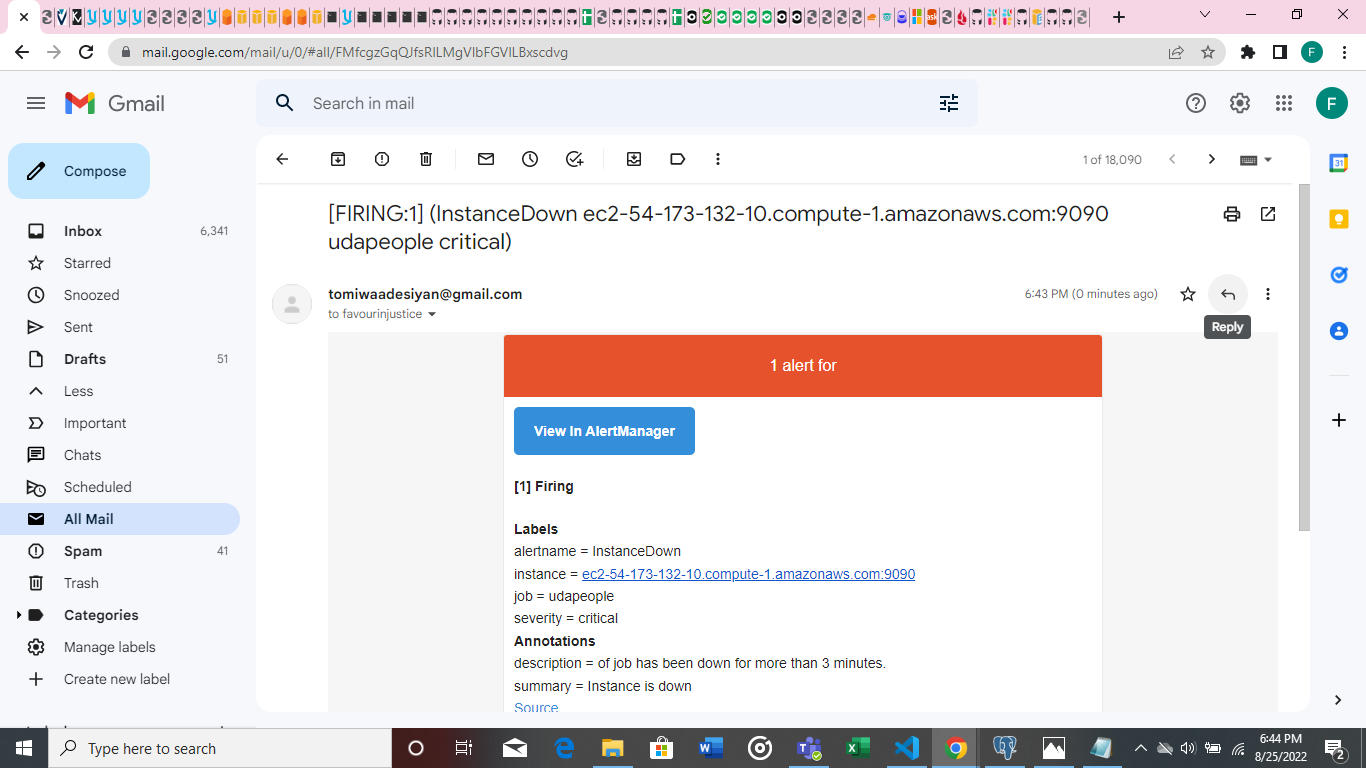 mail.google.com/mail/u/0/#all/FMfcgzGqQJfsRlLMgVlbFGVlLBxscdvg
F
Gmail
Search in mail
F
Compose
1 of 18,090
31
[FIRING:1] (InstanceDown ec2-54-173-132-10.compute-1.amazonaws.com:9090
udapeople critical)
Inbox 6,341
Starred
Snoozed
Sent
Drafts 51
Less
Important
Chats
Scheduled
All Mail
Spam 41
Trash
Categories
Manage labels
Create new label
tomiwaadesiyan@gmail.com
6:43 PM (0 minutes ago)
to favourinjustice
Reply
1 alert for
View In AlertManager
[1] Firing
Labels
alertname = InstanceDown
instance = ec2-54-173-132-10.compute-1.amazonaws.com:9090
job = udapeople
severity = critical
Annotations
description = of job has been down for more than 3 minutes.
summary = Instance is down
Source
Type here to search
6:44 PM
8/25/2022
2